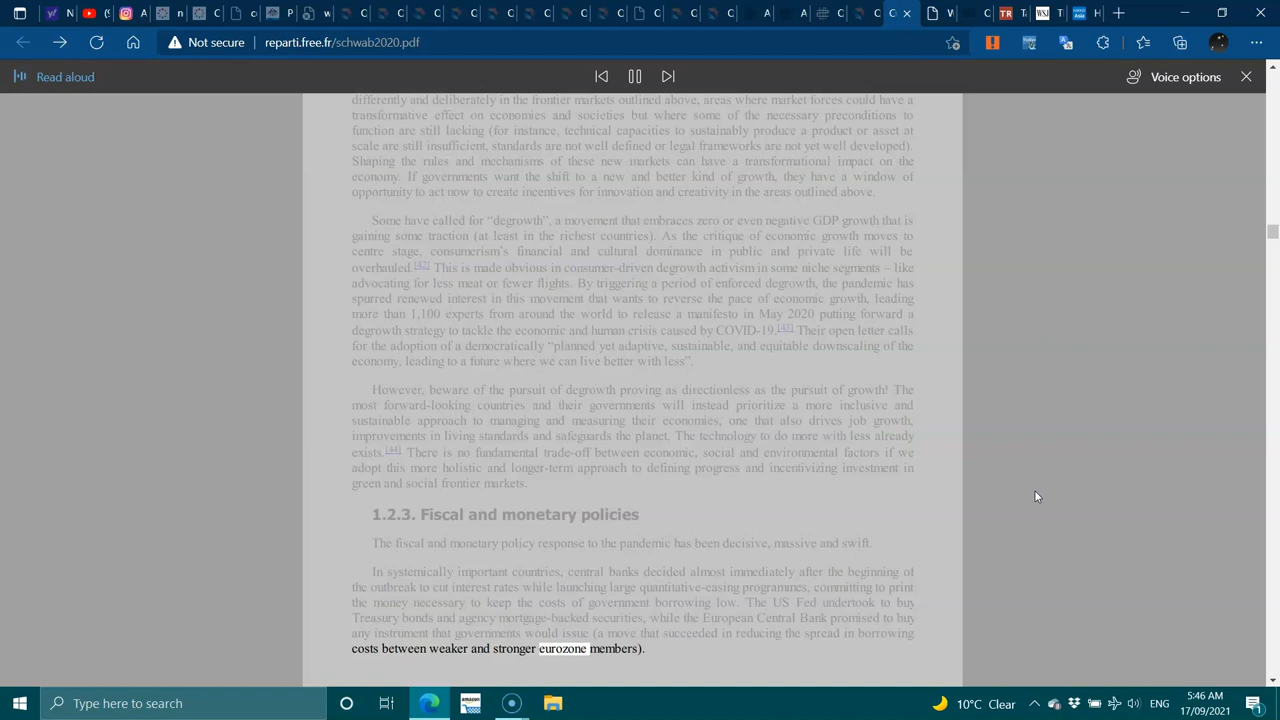 Not secure
reparti.free.fr/schwab2020.pdf
Read aloud
Voice options
differently and deliberately in the frontier markets outlined above, areas where market forces could have a
transformative effect on economies and societies but where some of the necessary preconditions to
function are still lacking (for instance, technical capacities to sustainably produce a product or asset at
scale are still insufficient, standards are not well defined or legal frameworks are not yet well developed).
Shaping the rules and mechanisms of these new markets can have a transformational impact on the
economy. If governments want the shift to a new and better kind of growth, they have a window of
opportunity to act now to create incentives for innovation and creativity in the areas outlined above.
Some have called for “degrowth”, a movement that embraces zero or even negative GDP growth that is
gaining some traction (at least in the richest countries). As the critique of economic growth moves to
centre stage, consumerism's financial and cultural dominance in public and private life will be
overhauled.[42] This is made obvious in consumer-driven degrowth activism in some niche segments – like
advocating for less meat or fewer flights. By triggering a period of enforced degrowth, the pandemic has
spurred renewed interest in this movement that wants to reverse the pace of economic growth, leading
more than 1,100 experts from around the world to release a manifesto in May 2020 putting forward a
degrowth strategy to tackle the economic and human crisis caused by COVID-19.[43] Their open letter calls
for the adoption of a democratically “planned yet adaptive, sustainable, and equitable downscaling of the
economy, leading to a future where we can live better with less”.
However, beware of the pursuit of degrowth proving as directionless as the pursuit of growth! The
most forward-looking countries and their governments will instead prioritize a more inclusive and
sustainable approach to managing and measuring their economies, one that also drives job growth,
improvements in living standards and safeguards the planet. The technology to do more with less already
exists.[44] There is no fundamental trade-off between economic, social and environmental factors if we
adopt this more holistic and longer-term approach to defining progress and incentivizing investment in
green and social frontier markets.
1.2.3. Fiscal and monetary policies
The fiscal and monetary policy response to the pandemic has been decisive, massive and swift.
In systemically important countries, central banks decided almost immediately after the beginning of
the outbreak to cut interest rates while launching large quantitative-easing programmes, committing to print
the money necessary to keep the costs of government borrowing low. The US Fed undertook to buy
Treasury bonds and agency mortgage-backed securities, while the European Central Bank promised to buy
any instrument that governments would issue (a move that succeeded in reducing the spread in borrowing
costs between weaker and stronger eurozone members).
Type here to search
amazon
10°C Clear
ENG
5:46 AM
17/09/2021